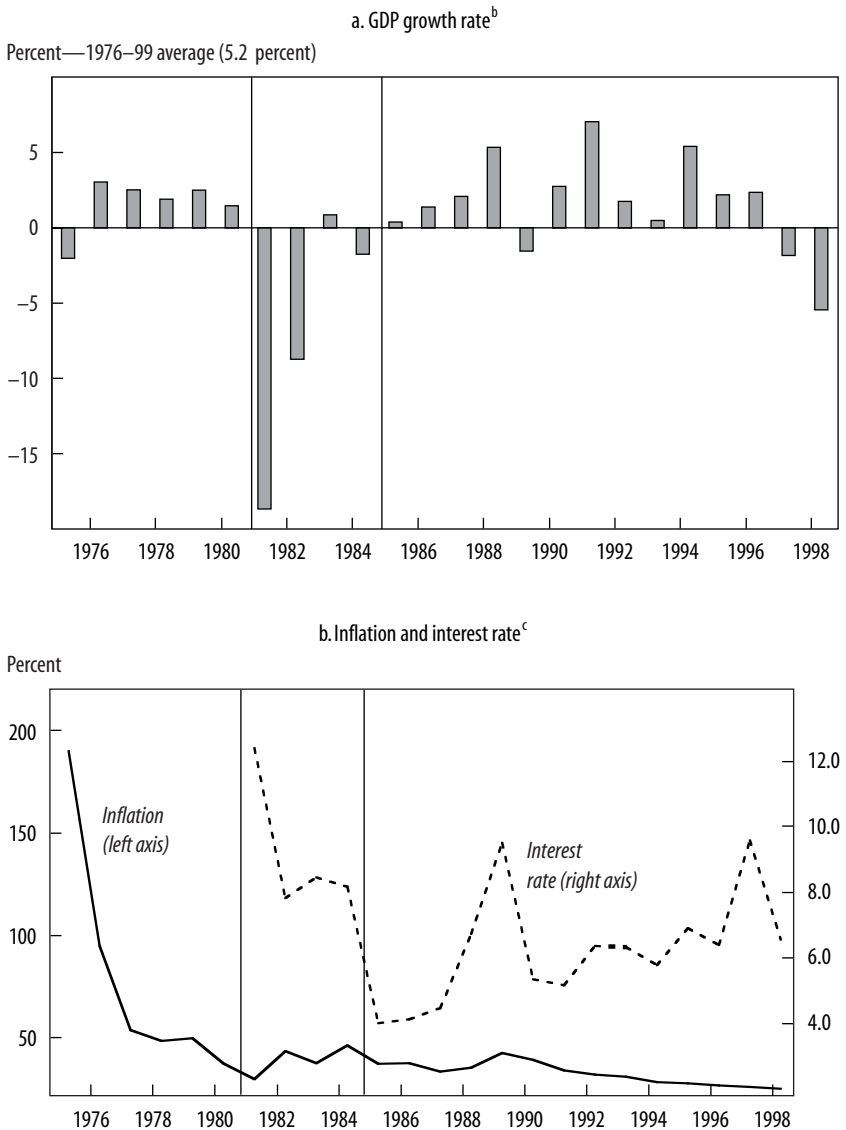 a. GDP growth rateᵇ
Percent—1976–99 average (5.2 percent)
5
0
–5
–10
–15
1976 1978 1980 1982 1984 1986 1988 1990 1992 1994 1996 1998
b. Inflation and interest rateᶜ
Percent
200
150
100
50
12.0
10.0
8.0
6.0
4.0
Inflation
(left axis)
Interest
rate (right axis)
1976 1978 1980 1982 1984 1986 1988 1990 1992 1994 1996 1998